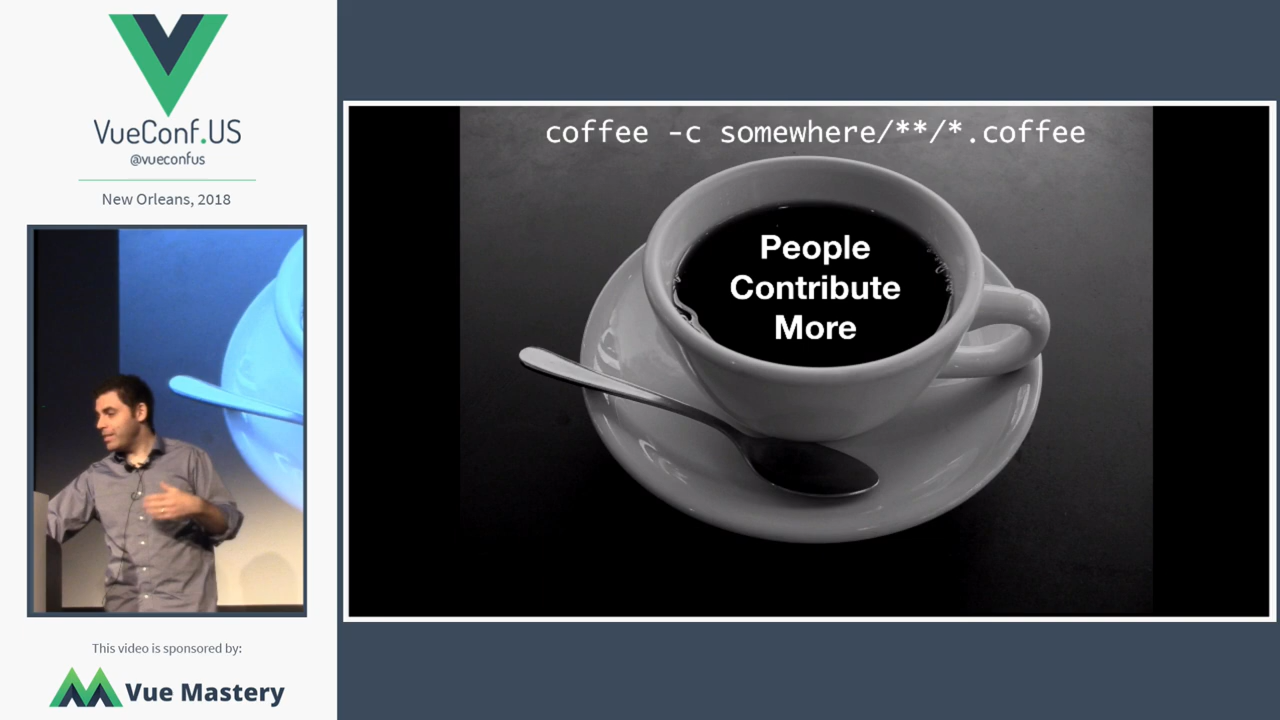 VueConf.US
@vueconfus
New Orleans, 2018
This video is sponsored by:
Vue Mastery
coffee -c somewhere/**/*.coffee
People
Contribute
More